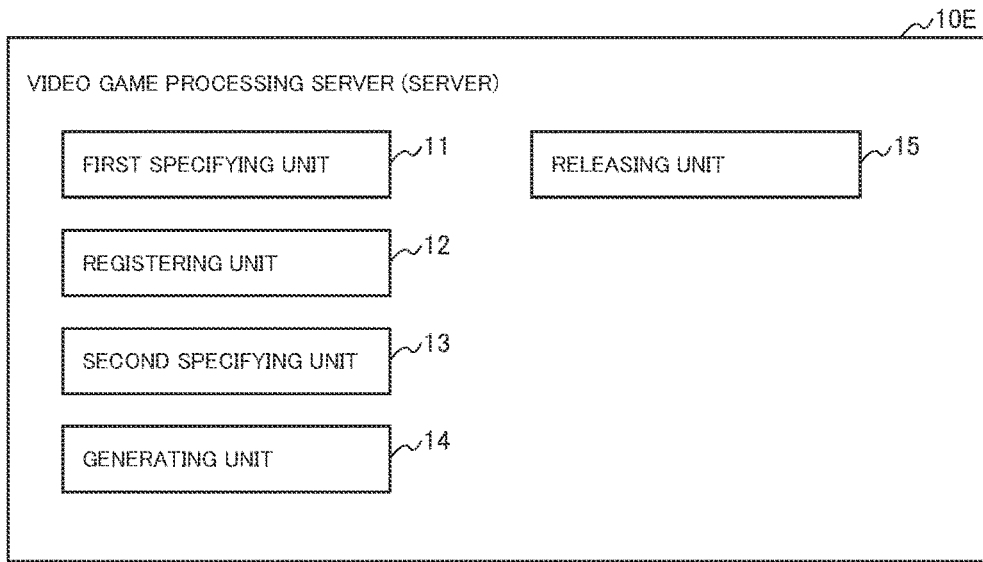 10E
VIDEO GAME PROCESSING SERVER (SERVER)
FIRST SPECIFYING UNIT
11
RELEASING UNIT
15
REGISTERING UNIT
12
SECOND SPECIFYING UNIT
13
GENERATING UNIT
14